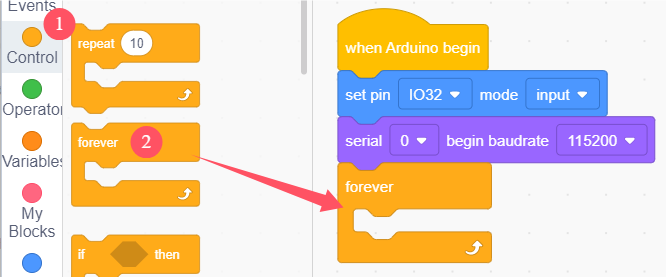 Events
1
Control
Operator
Variables
My
Blocks
repeat 10
forever 2
if then
when Arduino begin
set pin IO32 mode input
serial 0 begin baudrate 115200
forever